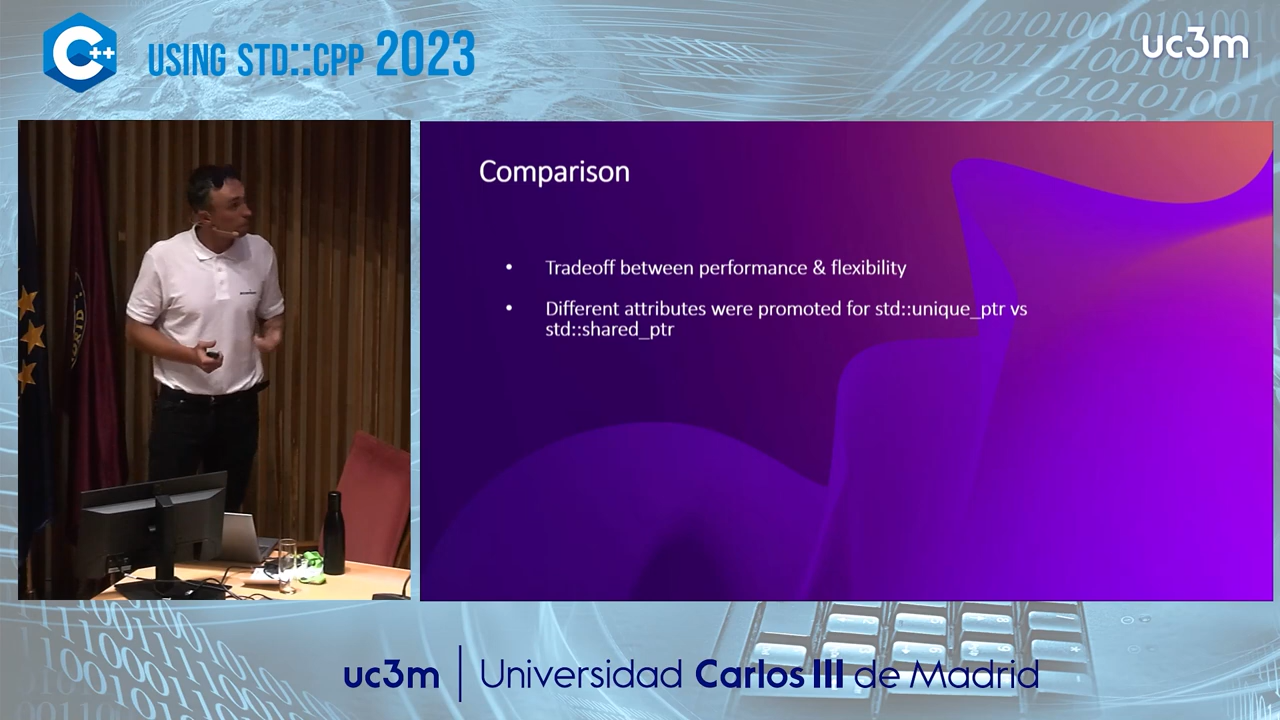 C++
USING STD::CPP 2023
uc3m
Comparison
• Tradeoff between performance & flexibility
• Different attributes were promoted for std::unique_ptr vs
std::shared_ptr
uc3m | Universidad Carlos III de Madrid